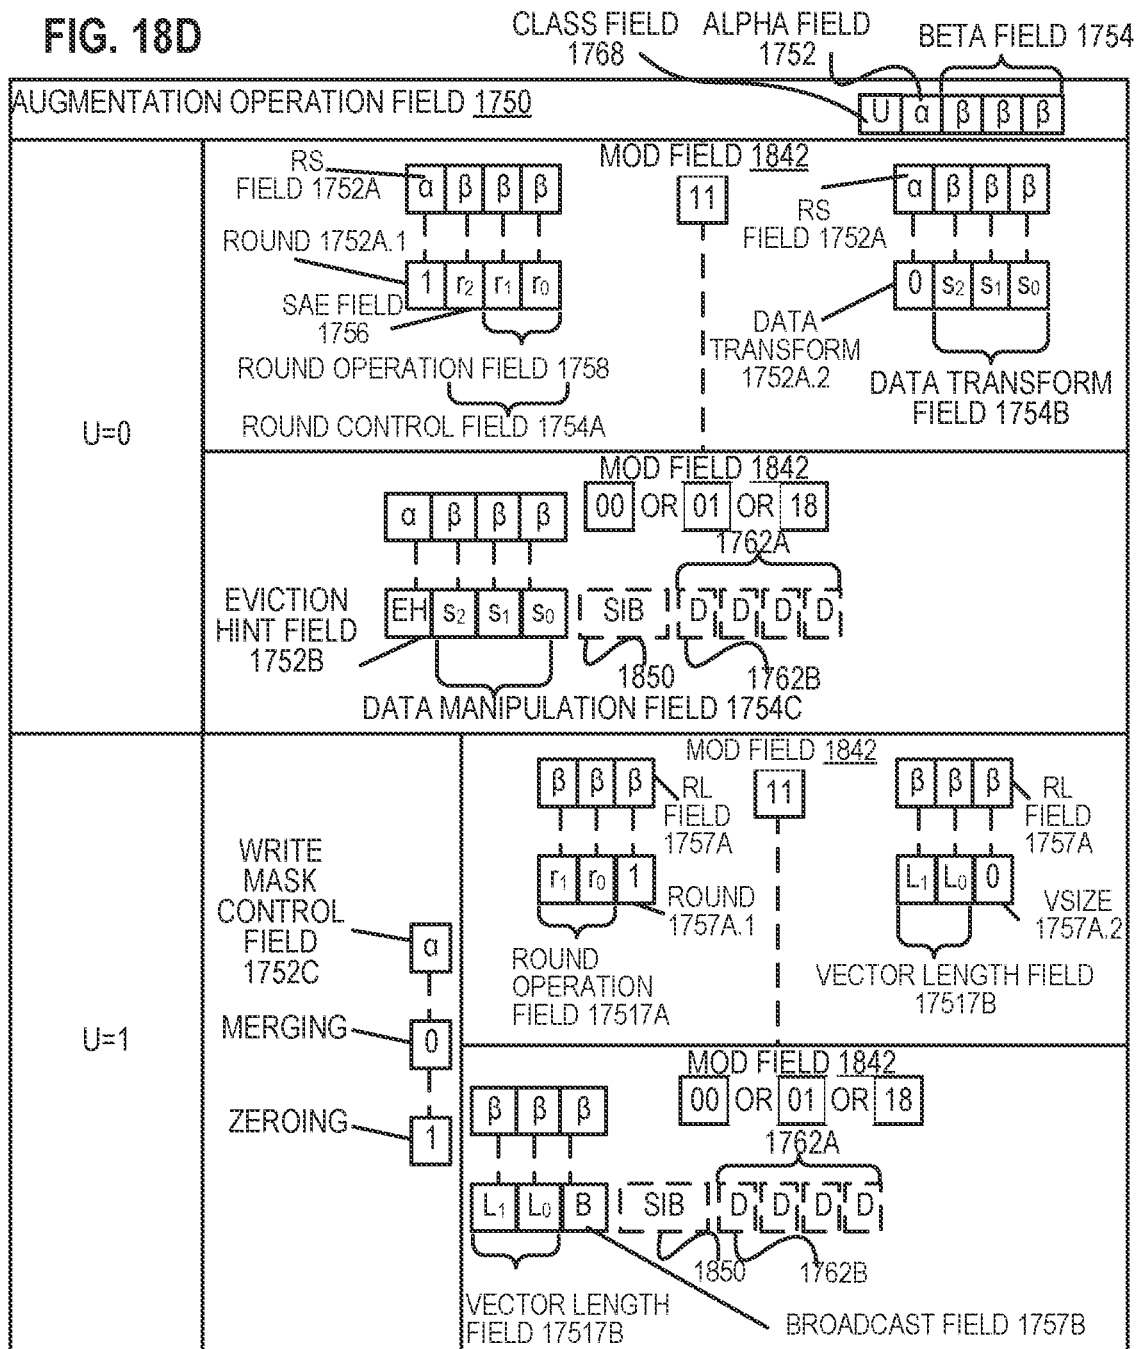 FIG. 18D
CLASS FIELD
1768
ALPHA FIELD
1752
BETA FIELD 1754
AUGMENTATION OPERATION FIELD 1750
U α β β β
U=0
RS
FIELD 1752A
α β β β
ROUND 1752A.1
1 r2 r1 r0
SAE FIELD
1756
ROUND OPERATION FIELD 1758
ROUND CONTROL FIELD 1754A
MOD FIELD 1842
11
α β β β
RS
FIELD 1752A
0 s2 s1 s0
DATA
TRANSFORM
1752A.2
DATA TRANSFORM
FIELD 1754B
MOD FIELD 1842
00 OR 01 OR 18
α β β β
1762A
EVICTION
HINT FIELD
1752B
EH s2 s1 s0 SIB D D D D
1850
1762B
DATA MANIPULATION FIELD 1754C
U=1
WRITE
MASK
CONTROL
FIELD
1752C
α
MERGING
0
ZEROING
1
MOD FIELD 1842
11
β β β
RL
FIELD
1757A
r1 r0 1
ROUND
1757A.1
ROUND
OPERATION
FIELD 17517A
β β β
RL
FIELD
1757A
L1 L0 0
VSIZE
1757A.2
VECTOR LENGTH FIELD
17517B
MOD FIELD 1842
00 OR 01 OR 18
β β β
1762A
L1 L0 B SIB D D D D
1850
1762B
VECTOR LENGTH
FIELD 17517B
BROADCAST FIELD 1757B